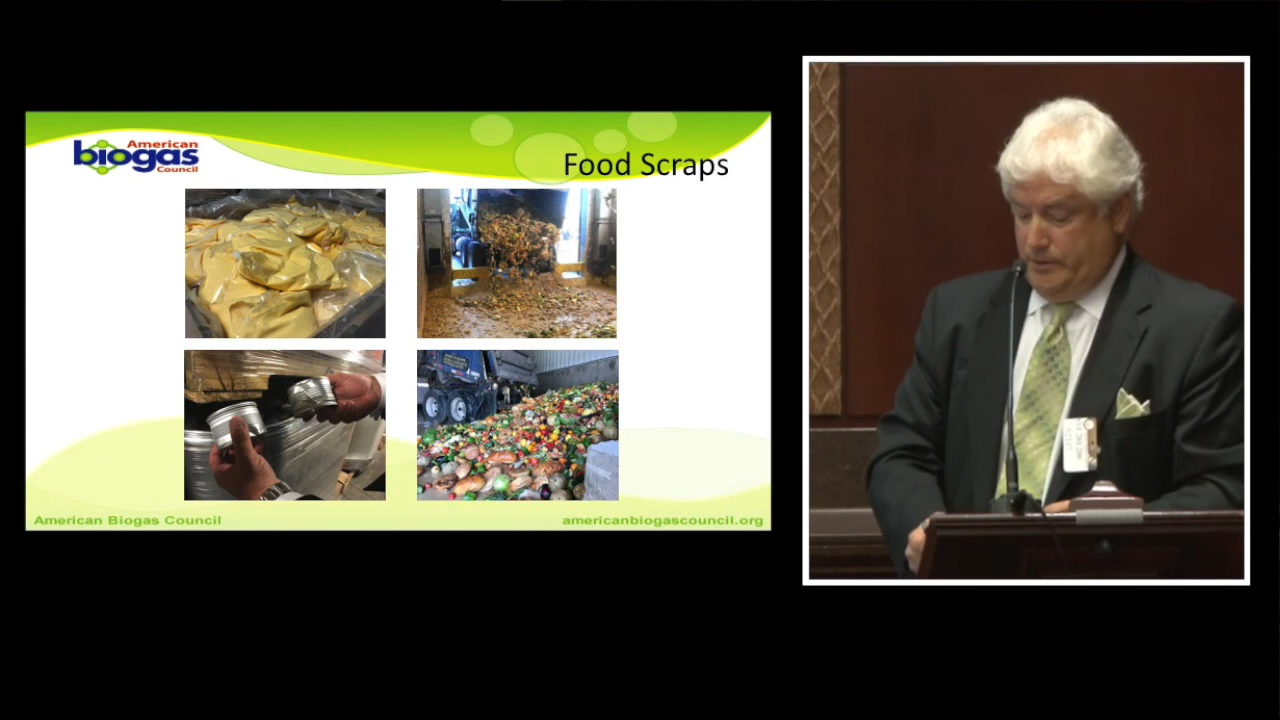 American
biogas
Council
Food Scraps
American Biogas Council
americanbiogascouncil.org